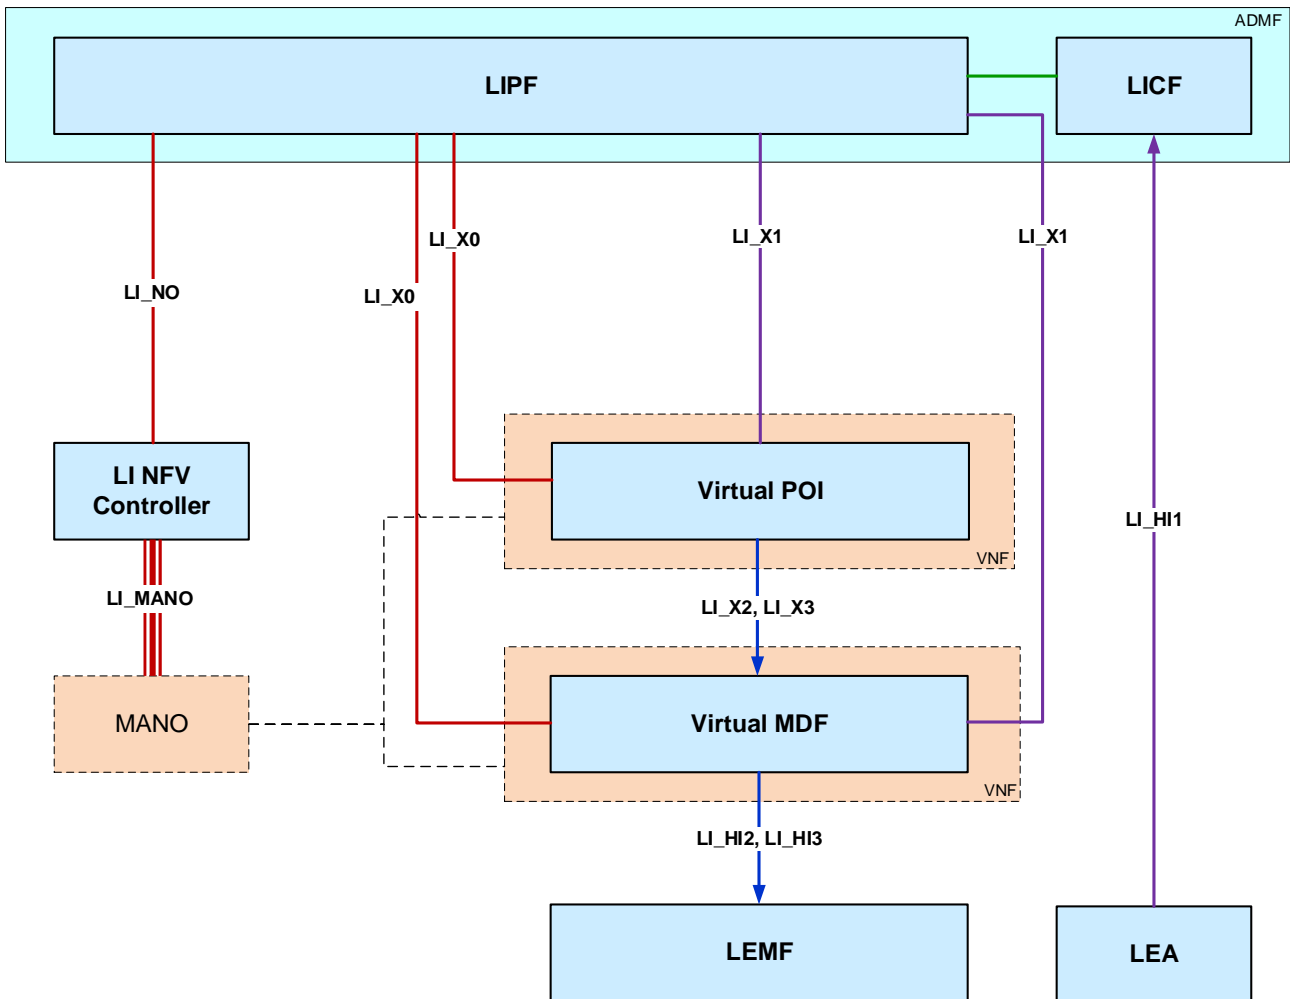 ADMF
LIPF
LICF
LI_X0
LI_X1
LI_X1
LI_NO
LI_X0
LI NFV
Controller
Virtual POI
VNF
LI_HI1
LI_MANO
LI_X2, LI_X3
MANO
Virtual MDF
VNF
LI_HI2, LI_HI3
LEMF
LEA